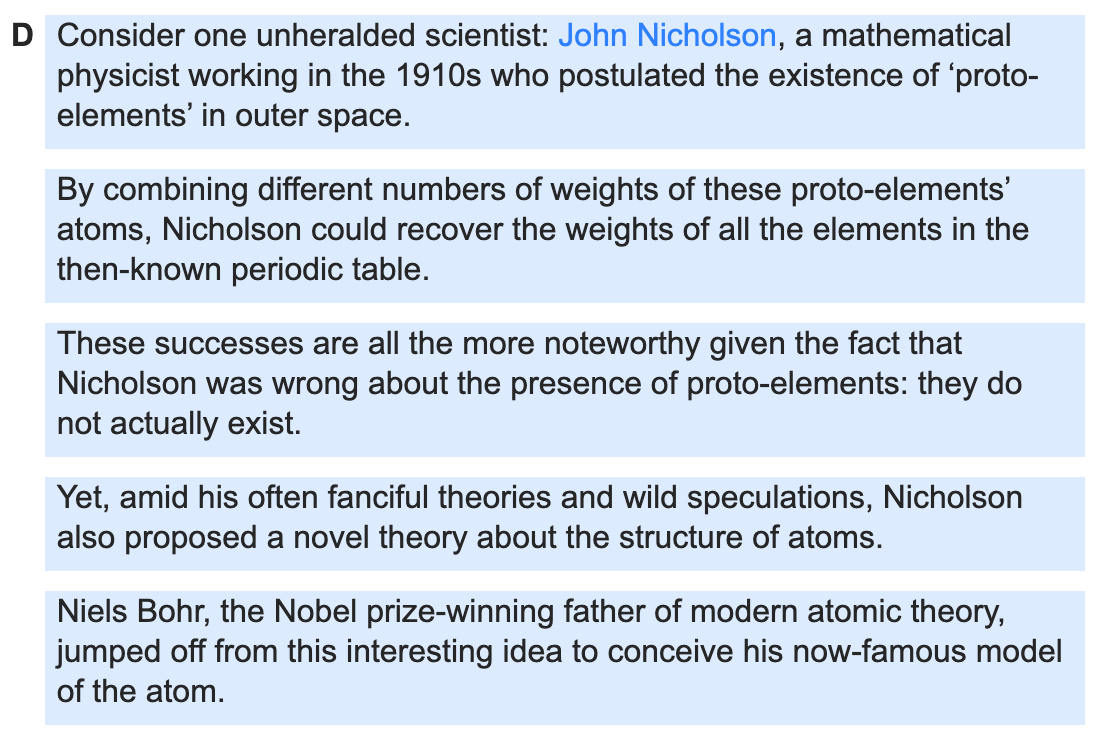 D Consider one unheralded scientist: John Nicholson, a mathematical
physicist working in the 1910s who postulated the existence of ‘proto-
elements’ in outer space.
By combining different numbers of weights of these proto-elements’
atoms, Nicholson could recover the weights of all the elements in the
then-known periodic table.
These successes are all the more noteworthy given the fact that
Nicholson was wrong about the presence of proto-elements: they do
not actually exist.
Yet, amid his often fanciful theories and wild speculations, Nicholson
also proposed a novel theory about the structure of atoms.
Niels Bohr, the Nobel prize-winning father of modern atomic theory,
jumped off from this interesting idea to conceive his now-famous model
of the atom.